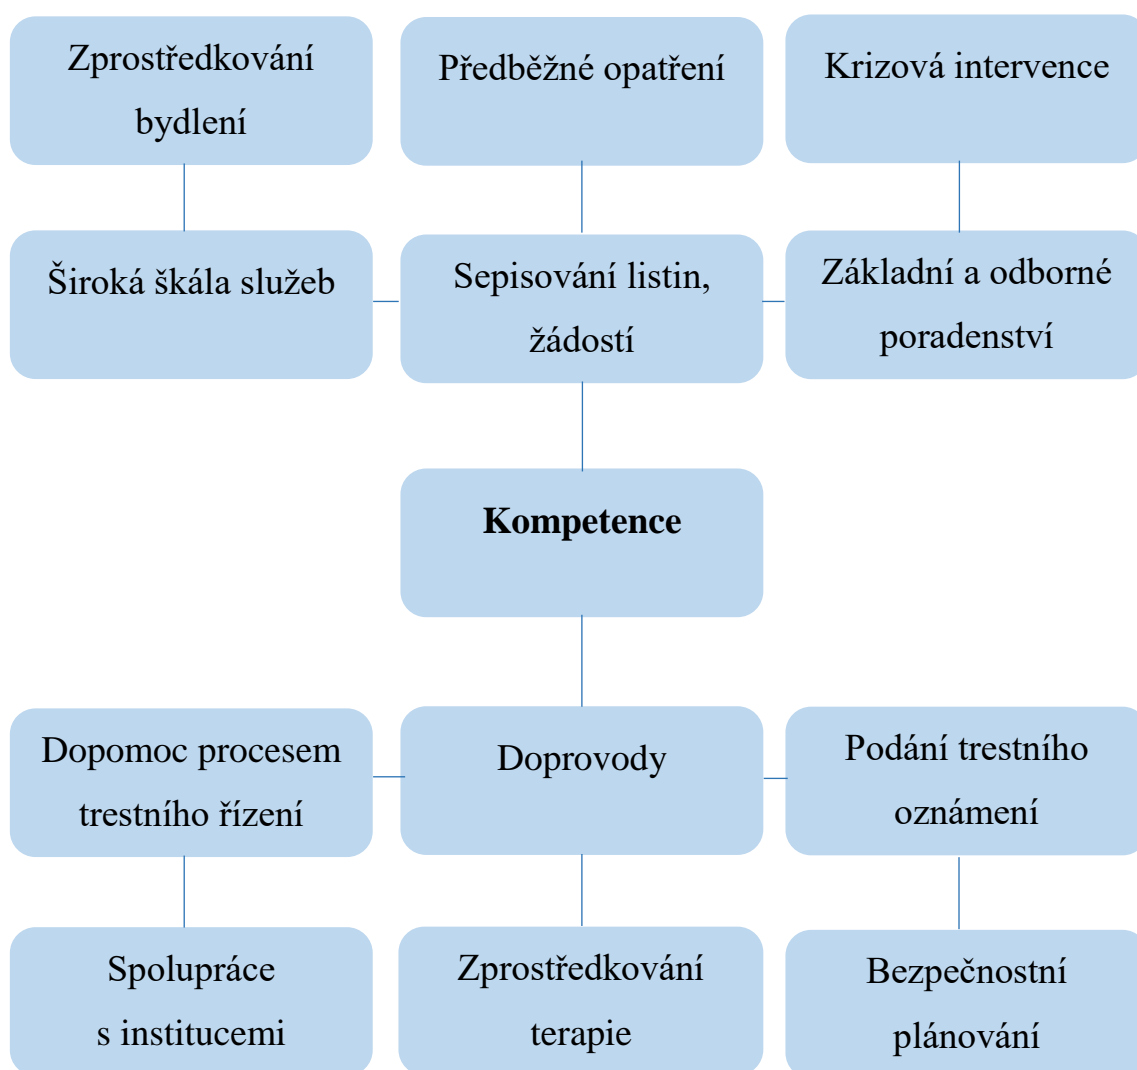 Zprostředkování
bydlení
Předběžné opatření
Krizová intervence
Široká škála služeb
Sepisování listin,
žádostí
Základní a odborné
poradenství
Kompetence
Dopomoc procesem
trestního řízení
Doprovody
Podání trestního
oznámení
Spolupráce
s institucemi
Zprostředkování
terapie
Bezpečnostní
plánování